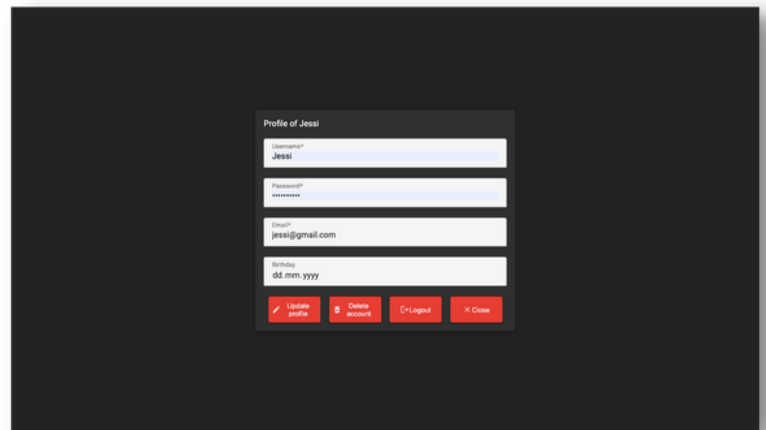 Profile of Jessi
Username*
Jessi
Password*
••••••••••
Email*
jessi@gmail.com
Birthday
dd.mm.yyyy
Update profile
Delete account
Logout
Close